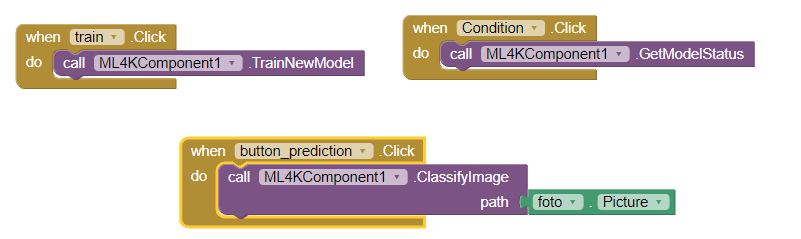 when train .Click
do call ML4KComponent1 .TrainNewModel
when Condition .Click
do call ML4KComponent1 .GetModelStatus
when button_prediction .Click
do call ML4KComponent1 .ClassifyImage
path foto . Picture